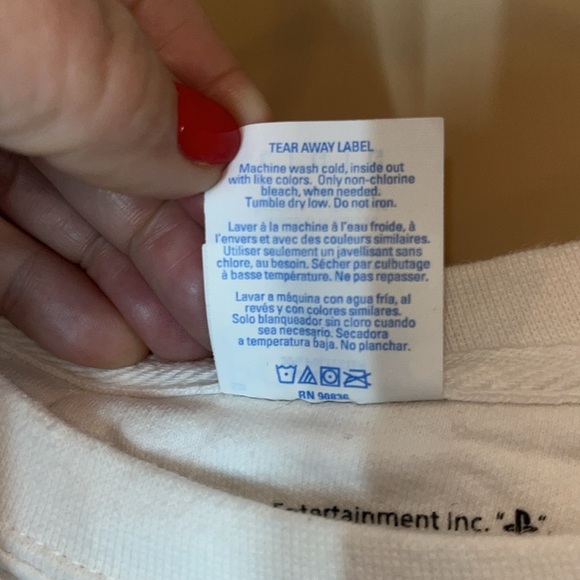 TEAR AWAY LABEL
Machine wash cold, inside out
with like colors. Only non-chlorine
bleach, when needed.
Tumble dry low. Do not iron.
Laver à la machine à l'eau froide, à
l'envers et avec des couleurs similaires.
Utiliser seulement un javellisant sans
chlore, au besoin. Sécher par culbutage
à basse température. Ne pas repasser.
Lavar a máquina con agua fría, al
revés y con colores similares.
Solo blanqueador sin cloro cuando
sea necesario. Secadora
a temperatura baja. No planchar.
RN 90836
Entertainment Inc. " "